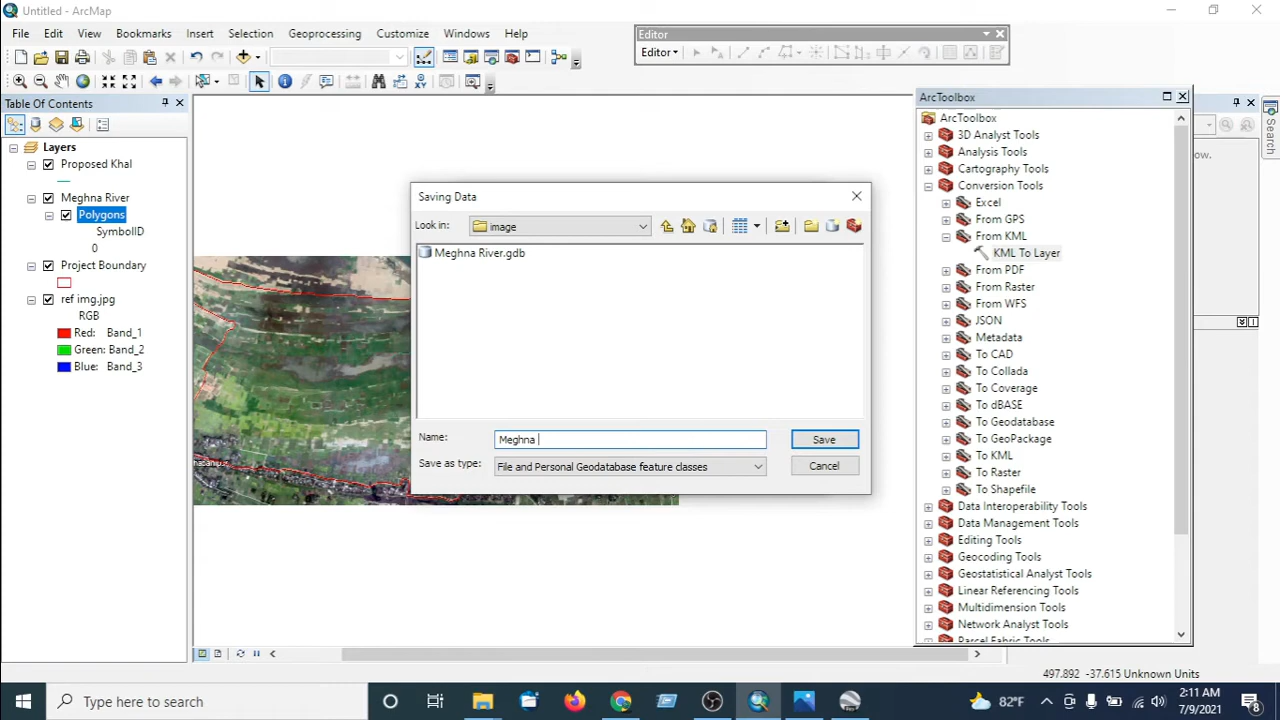 Untitled - ArcMap
File Edit View Bookmarks Insert Selection Geoprocessing Customize Windows Help
Editor
Editor
Table Of Contents
Layers
Proposed Khal
Meghna River
Polygons
SymbolID
0
Project Boundary
ref img.jpg
RGB
Red: Band_1
Green: Band_2
Blue: Band_3
Saving Data
Look in: image
Meghna River.gdb
Name: Meghna
Save as type: File and Personal Geodatabase feature classes
Save
Cancel
ArcToolbox
ArcToolbox
3D Analyst Tools
Analysis Tools
Cartography Tools
Conversion Tools
Excel
From GPS
From KML
KML To Layer
From PDF
From Raster
From WFS
JSON
Metadata
To CAD
To Collada
To Coverage
To dBASE
To Geodatabase
To GeoPackage
To KML
To Raster
To Shapefile
Data Interoperability Tools
Data Management Tools
Editing Tools
Geocoding Tools
Geostatistical Analyst Tools
Linear Referencing Tools
Multidimension Tools
Network Analyst Tools
Parcel Fabric Tools
Search
ow.
497.892 -37.615 Unknown Units
Type here to search
82°F
2:11 AM
7/9/2021
8